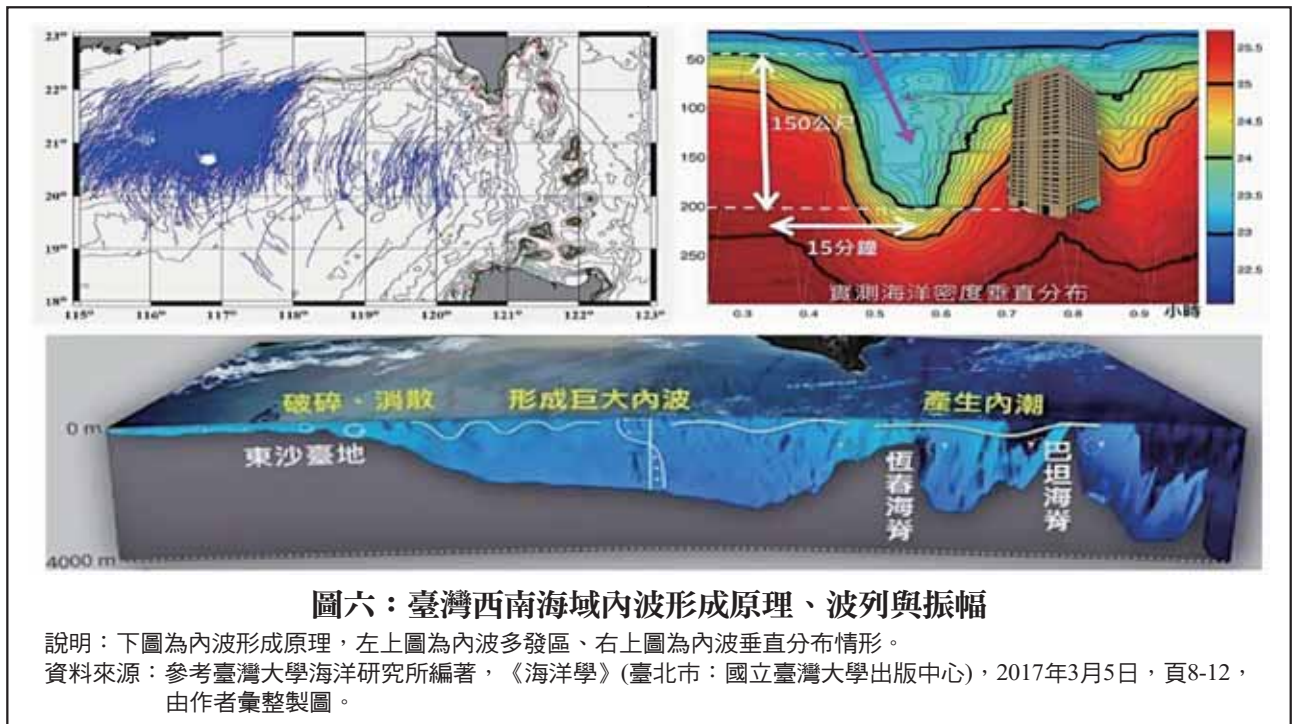 23°
22°
21°
20°
19°
18°
115° 116° 117° 118° 119° 120° 121° 122° 123°
50
100
150
200
250
150公尺
15分鐘
實測海洋密度垂直分布
0.3 0.4 0.5 0.6 0.7 0.8 0.9 小時
25.5
25
24.5
24
23.5
23
22.5
破碎、消散 形成巨大內波 產生內潮
0 m
東沙臺地
恆春海脊
巴坦海脊
4000 m
圖六：臺灣西南海域內波形成原理、波列與振幅
說明：下圖為內波形成原理，左上圖為內波多發區、右上圖為內波垂直分布情形。
資料來源：參考臺灣大學海洋研究所編著，《海洋學》(臺北市：國立臺灣大學出版中心)，2017年3月5日，頁8-12，
由作者彙整製圖。